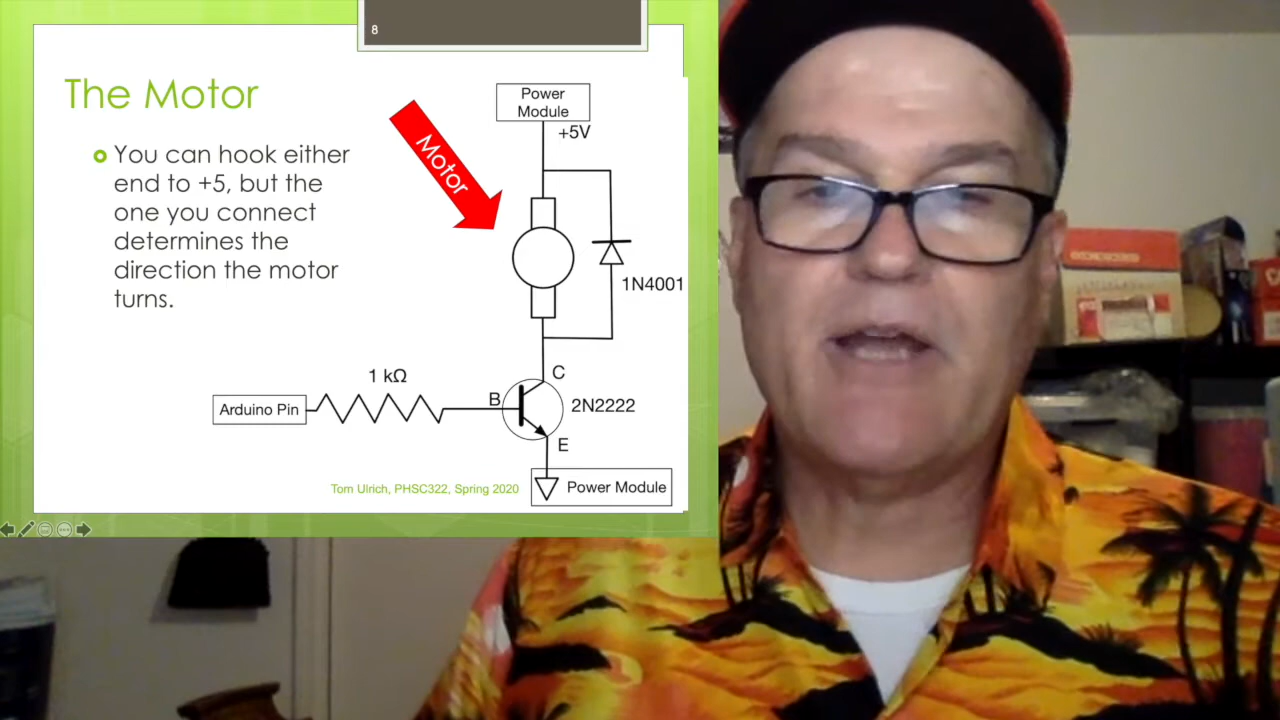 8
The Motor
You can hook either
end to +5, but the
one you connect
determines the
direction the motor
turns.
Motor
Power
Module
+5V
1N4001
1 kΩ
Arduino Pin
B
C
2N2222
E
Power Module
Tom Ulrich, PHSC322, Spring 2020